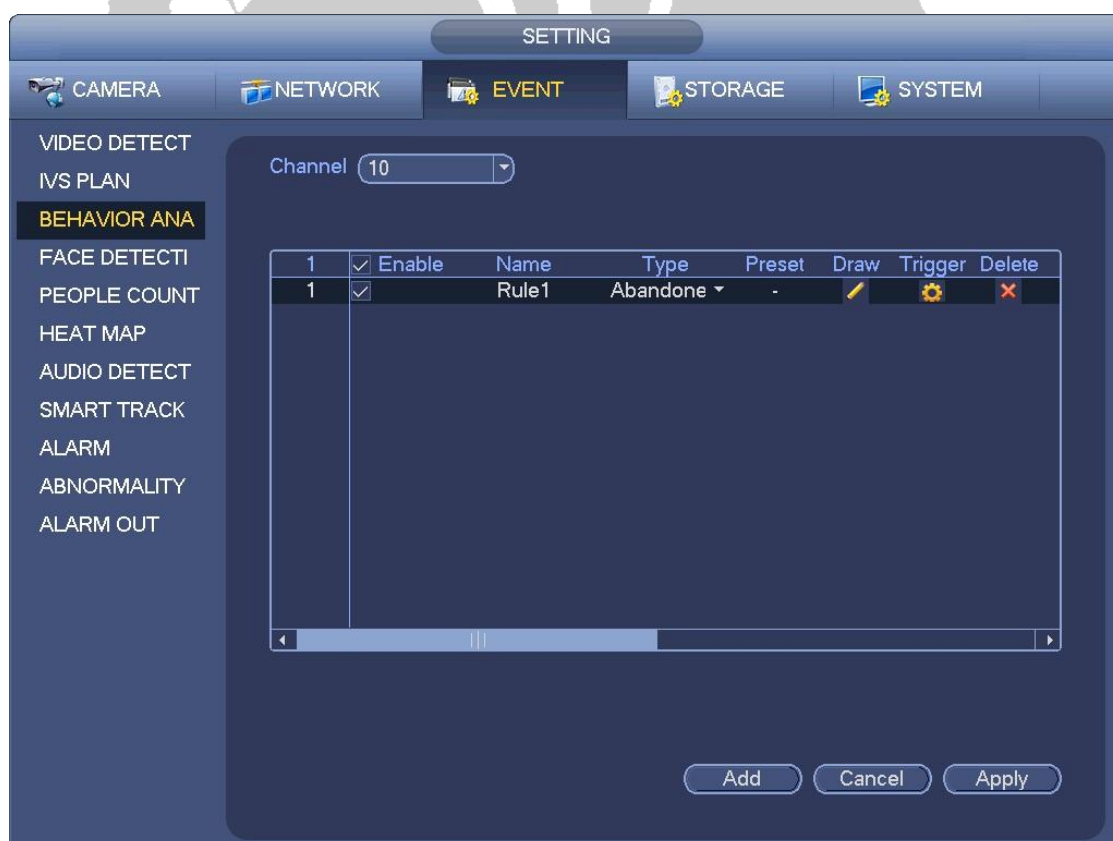 SETTING
CAMERA NETWORK EVENT STORAGE SYSTEM
VIDEO DETECT
IVS PLAN
BEHAVIOR ANA
FACE DETECTI
PEOPLE COUNT
HEAT MAP
AUDIO DETECT
SMART TRACK
ALARM
ABNORMALITY
ALARM OUT
Channel 10
1 Enable Name Type Preset Draw Trigger Delete
1 Rule1 Abandone -
Add Cancel Apply